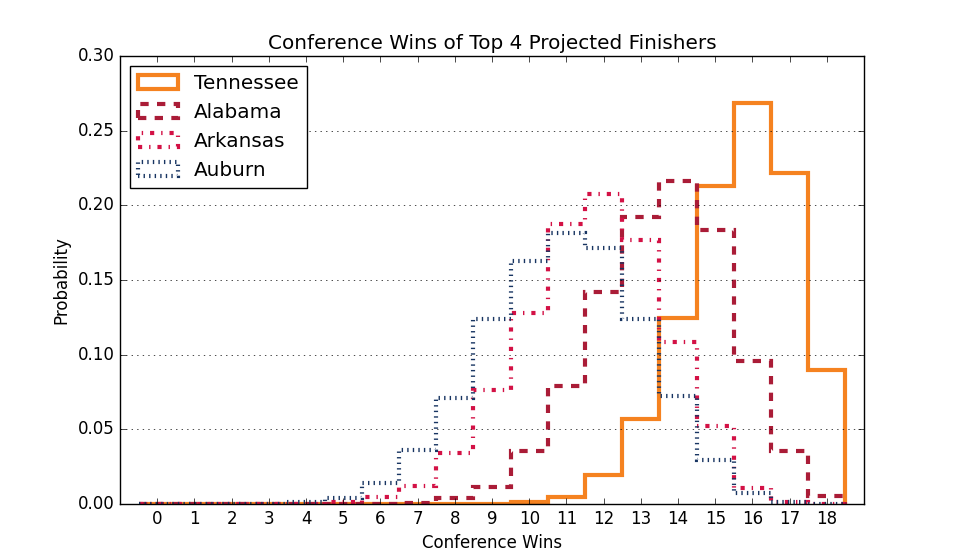 Conference Wins of Top 4 Projected Finishers
0.30
0.25
0.20
0.15
0.10
0.05
0.00
Probability
Tennessee
Alabama
Arkansas
Auburn
0 1 2 3 4 5 6 7 8 9 10 11 12 13 14 15 16 17 18
Conference Wins